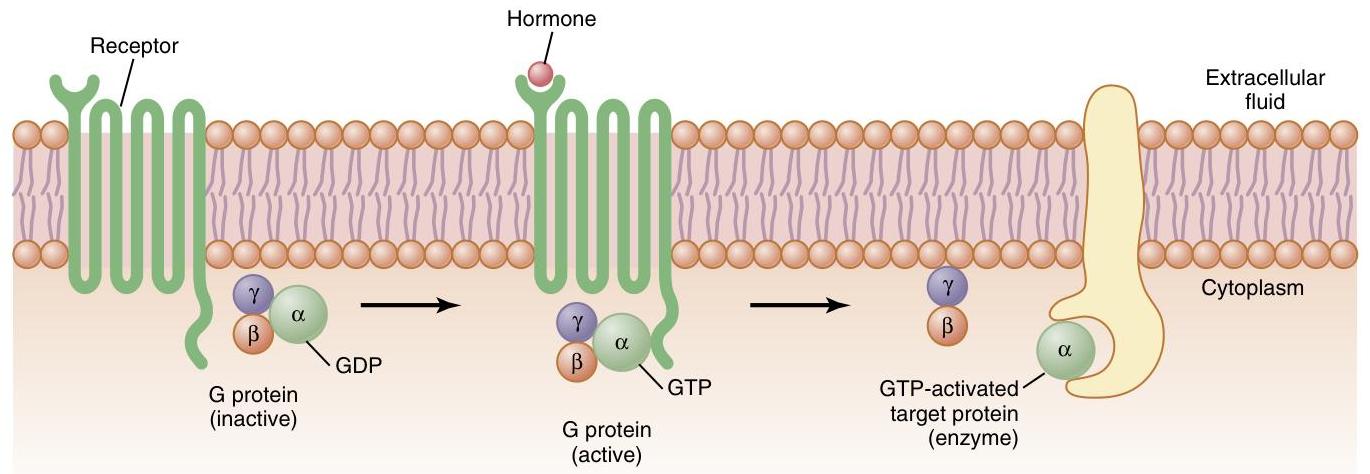 Hormone
Receptor
Extracellular
fluid
γ
β
α
GDP
G protein
(inactive)
γ
β
α
GTP
G protein
(active)
γ
β
Cytoplasm
α
GTP-activated
target protein
(enzyme)